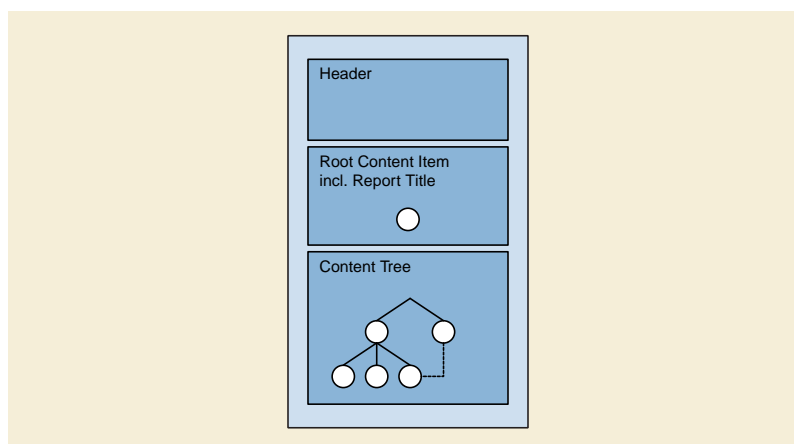 Header
Root Content Item
incl. Report Title
Content Tree